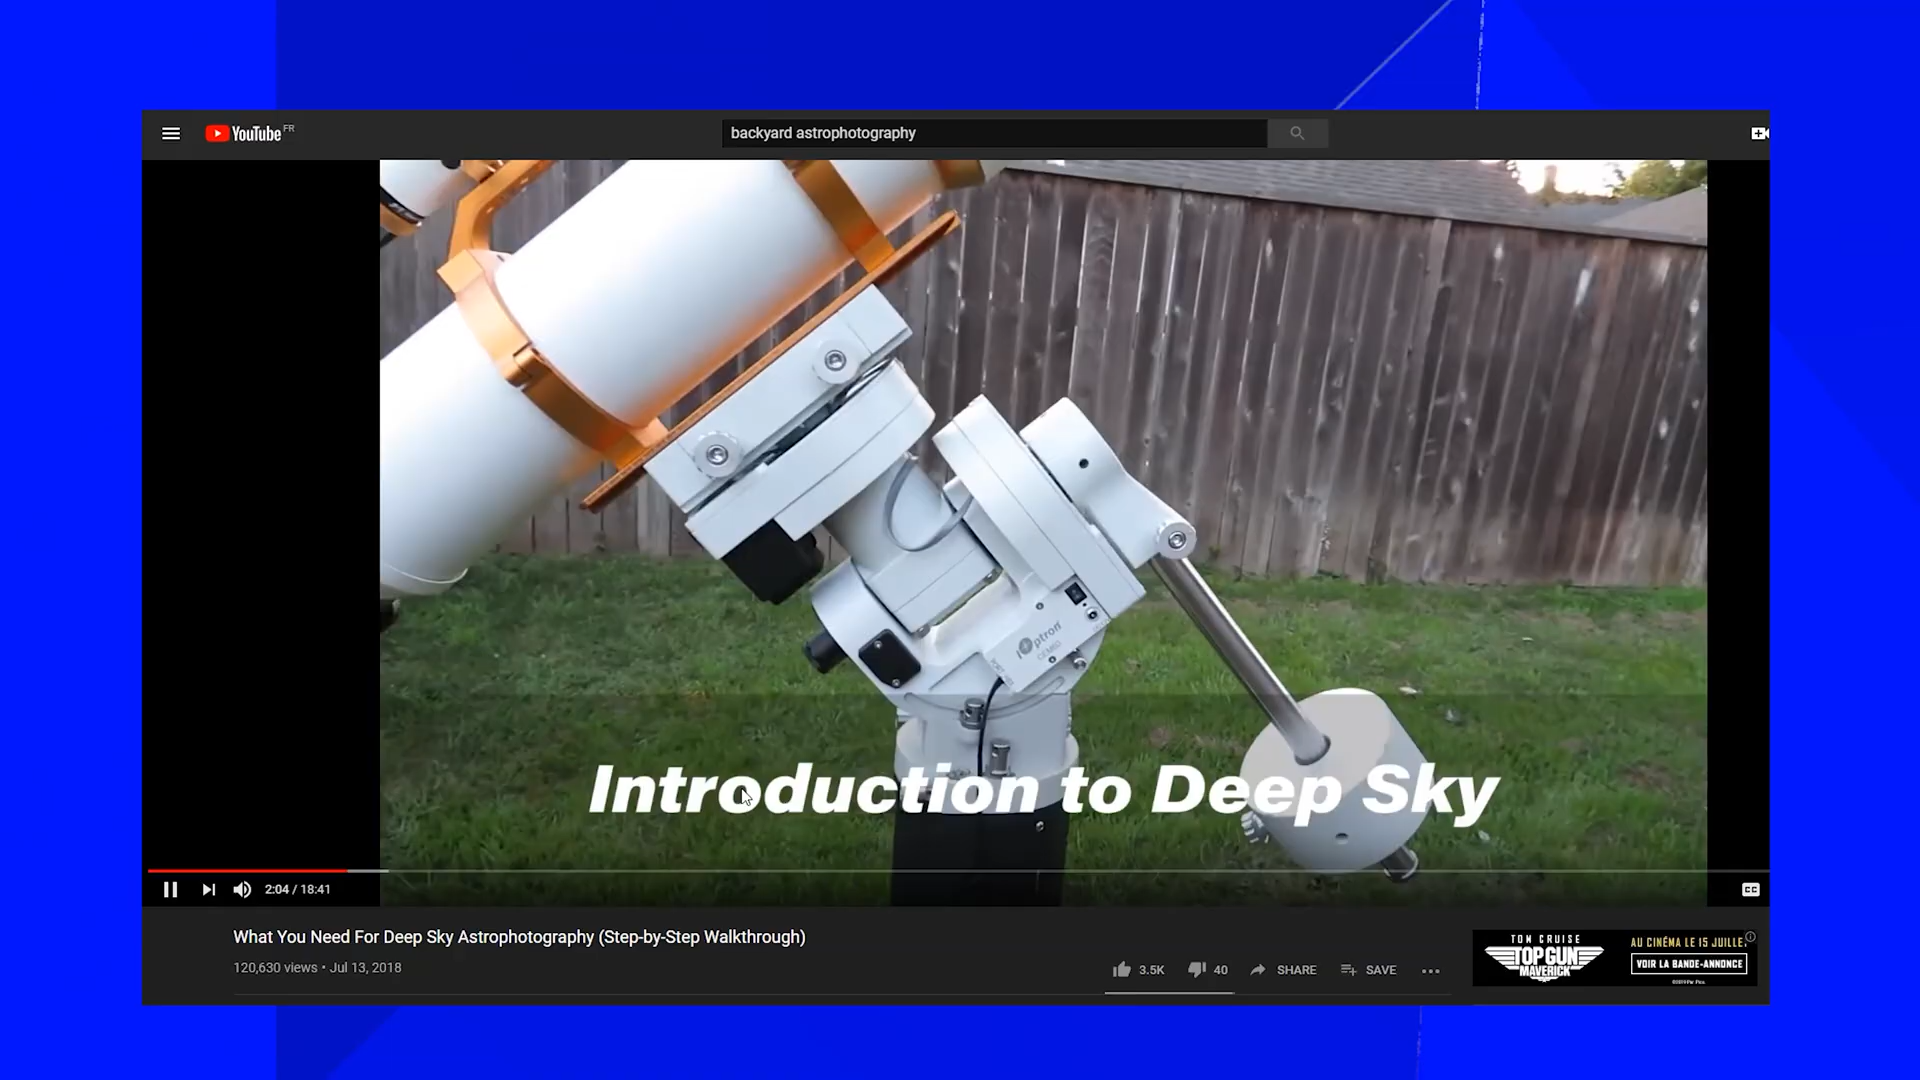 YouTube FR
backyard astrophotography
iOptron
CEM60
Introduction to Deep Sky
2:04 / 18:41
CC
What You Need For Deep Sky Astrophotography (Step-by-Step Walkthrough)
120,630 views • Jul 13, 2018
3.5K
40
SHARE
SAVE
TOM CRUISE
TOP GUN
MAVERICK
AU CINÉMA LE 15 JUILLET
VOIR LA BANDE-ANNONCE